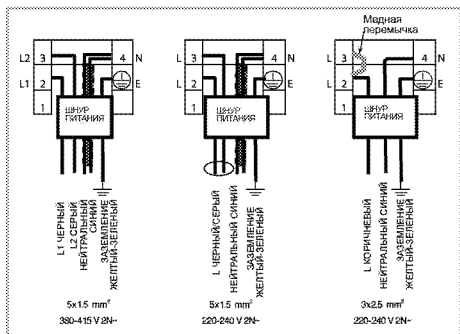 Медная
перемычка
L2 3 4 N
L1 2 E
1
ШНУР
ПИТАНИЯ
L1 ЧЕРНЫЙ
L2 СЕРЫЙ
НЕЙТРАЛЬНЫЙ
СИНИЙ
ЗАЗЕМЛЕНИЕ
ЖЕЛТЫЙ-ЗЕЛЕНЫЙ
5x1.5 mm²
380-415 V 2N~
L 3 4 N
L 2 E
1
ШНУР
ПИТАНИЯ
L ЧЕРНЫЙ/СЕРЫЙ
НЕЙТРАЛЬНЫЙ СИНИЙ
ЗАЗЕМЛЕНИЕ
ЖЕЛТЫЙ-ЗЕЛЕНЫЙ
5x1.5 mm²
220-240 V 2N~
L 3 4 N
L 2 E
1
ШНУР
ПИТАНИЯ
L КОРИЧНЕВЫЙ
НЕЙТРАЛЬНЫЙ СИНИЙ
ЗАЗЕМЛЕНИЕ
ЖЕЛТЫЙ-ЗЕЛЕНЫЙ
3x2.5 mm²
220-240 V 2N~